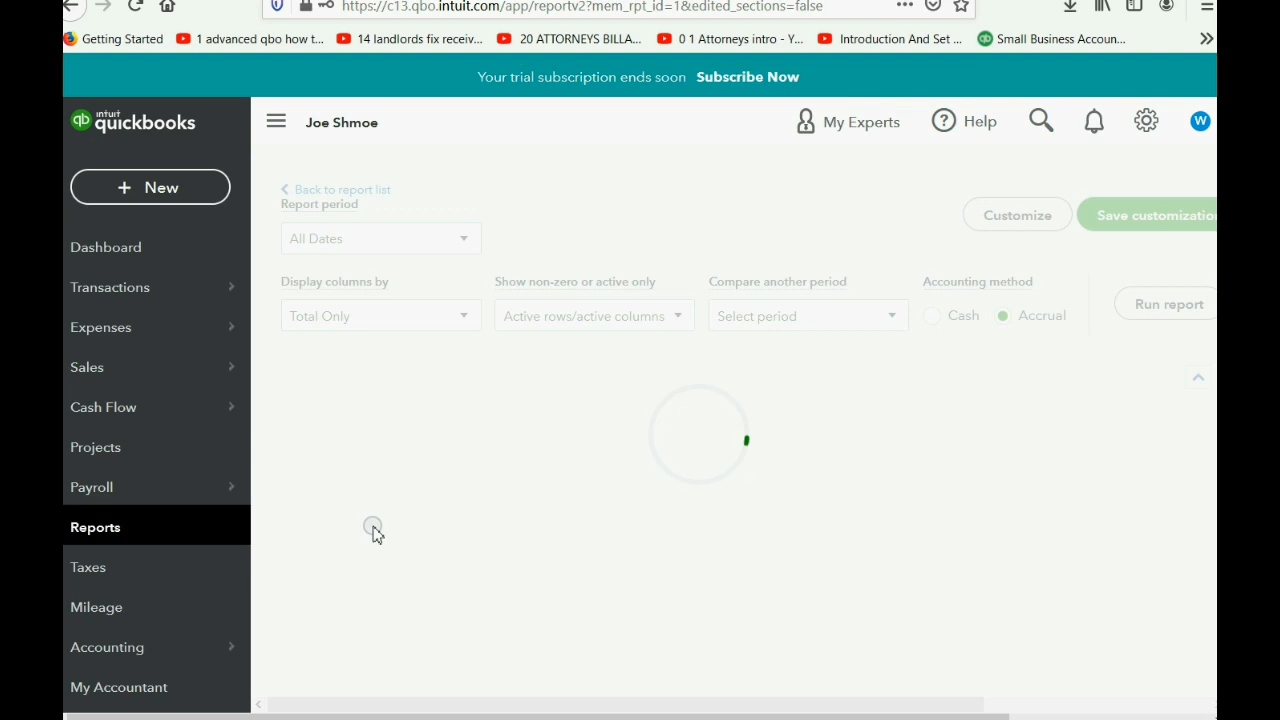 https://c13.qbo.intuit.com/app/reportv2?mem_rpt_id=1&edited_sections=false
Getting Started
1 advanced qbo how t...
14 landlords fix receiv...
20 ATTORNEYS BILLA...
0 1 Attorneys intro - Y...
Introduction And Set ...
Small Business Accoun...
Your trial subscription ends soon Subscribe Now
intuit
quickbooks
Joe Shmoe
My Experts
Help
W
+ New
Back to report list
Report period
Customize
Save customizatio
All Dates
Dashboard
Transactions
Expenses
Sales
Cash Flow
Projects
Payroll
Reports
Taxes
Mileage
Accounting
My Accountant
Display columns by
Show non-zero or active only
Compare another period
Accounting method
Total Only
Active rows/active columns
Select period
Cash
Accrual
Run report